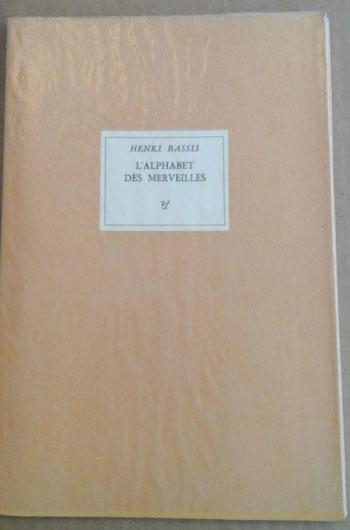 HENRI BASSIS
L'ALPHABET
DES MERVEILLES
&